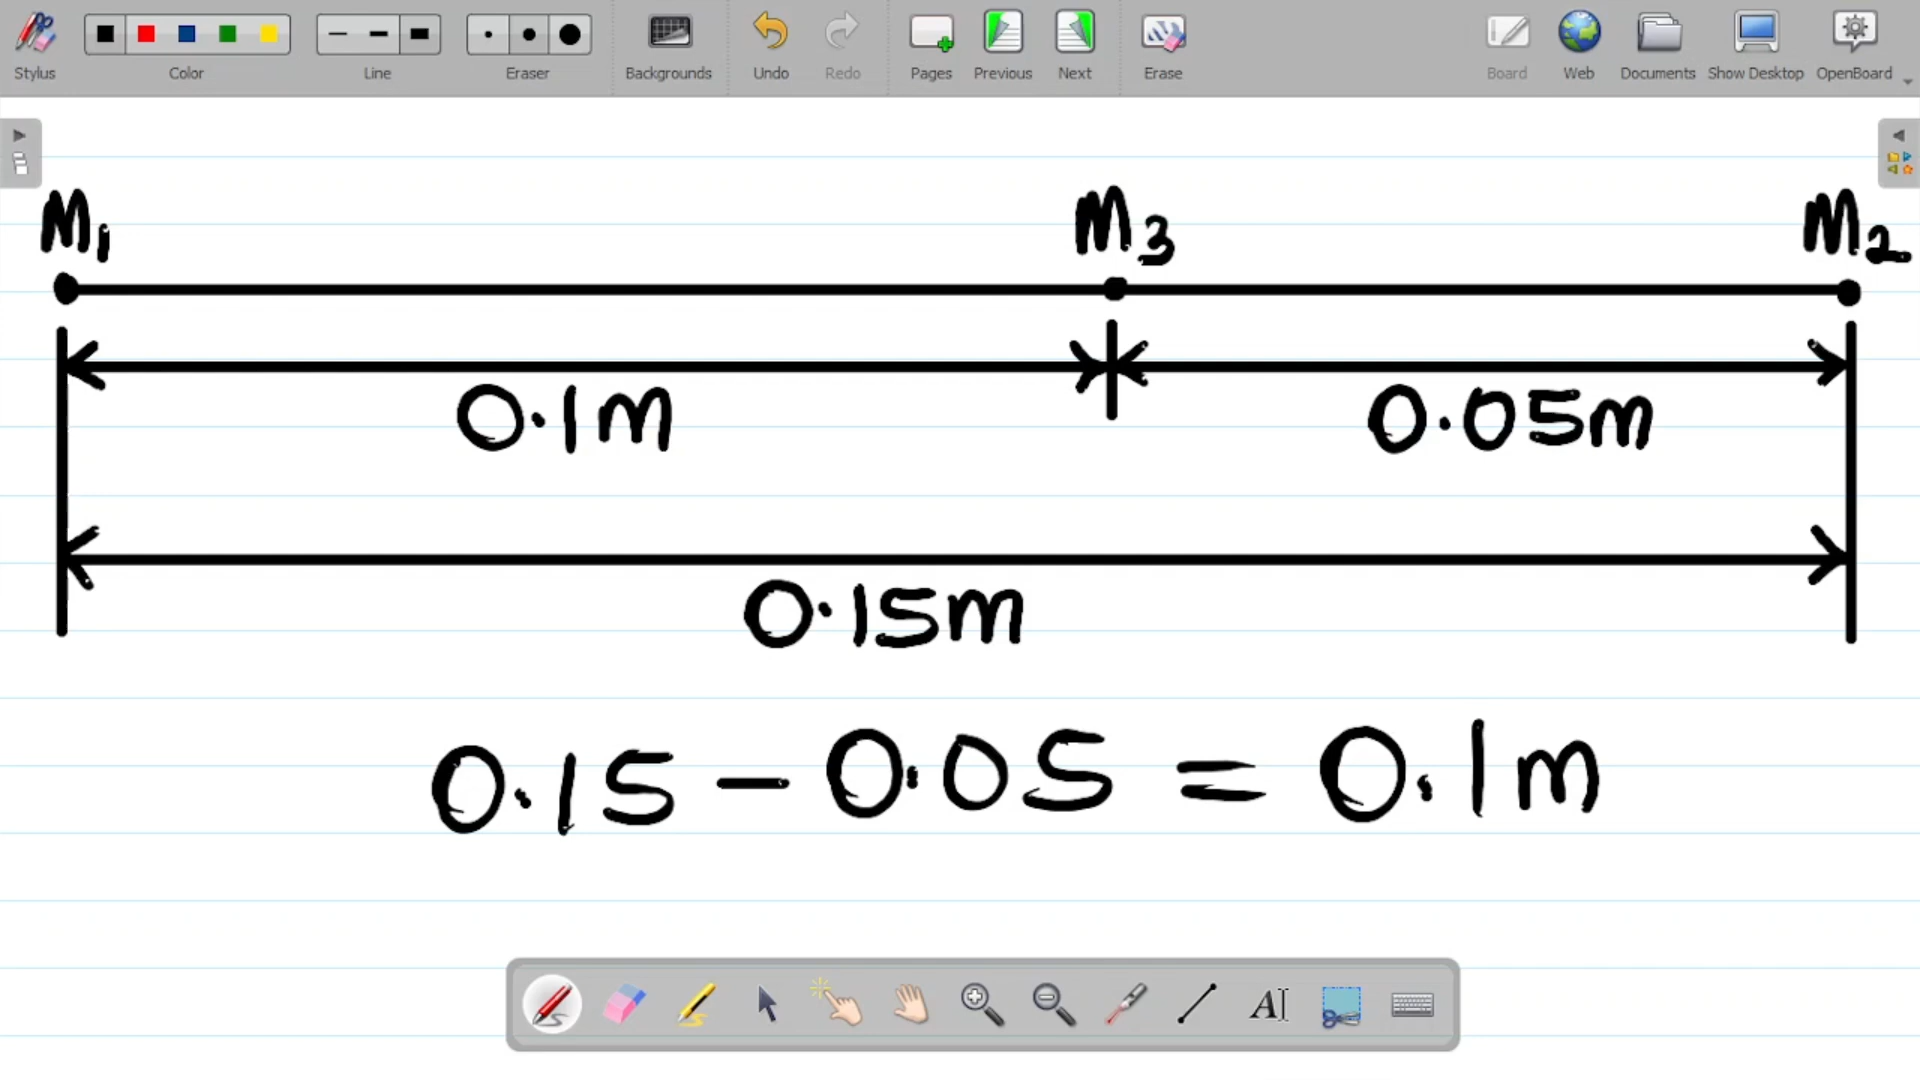 Stylus Color Line Eraser Backgrounds Undo Redo Pages Previous Next Erase Board Web Documents Show Desktop OpenBoard
M₁ M₃ M₂
0.1m 0.05m
0.15m
0.15 - 0.05 = 0.1m
AI